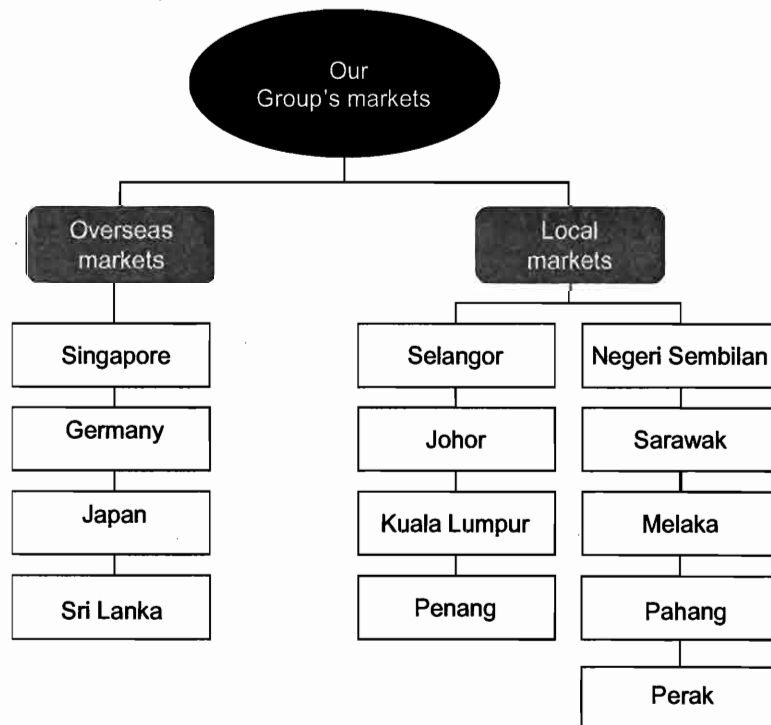 Our
Group's markets
Overseas
markets
Local
markets
Singapore
Germany
Japan
Sri Lanka
Selangor
Johor
Kuala Lumpur
Penang
Negeri Sembilan
Sarawak
Melaka
Pahang
Perak